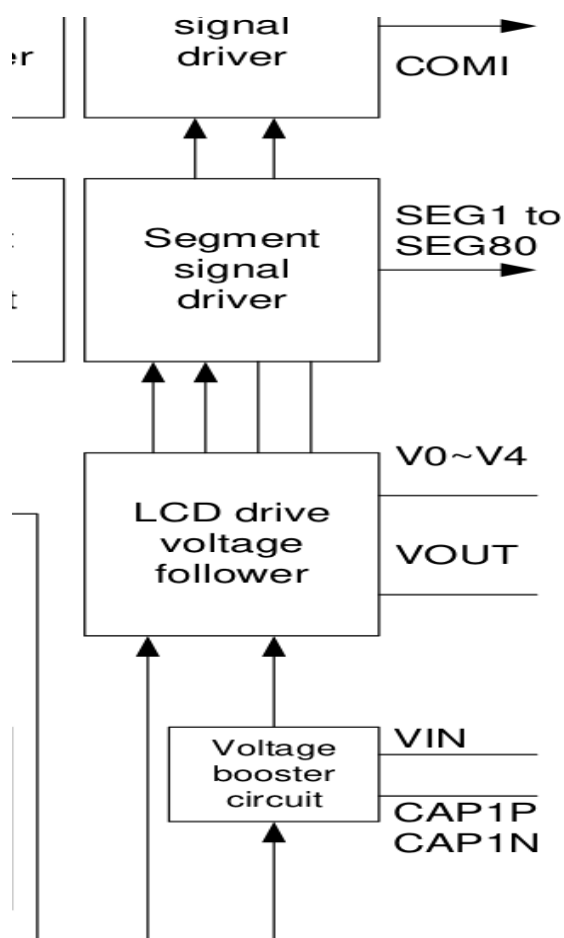 signal
driver
COMI
Segment
signal
driver
SEG1 to
SEG80
LCD drive
voltage
follower
V0~V4
VOUT
Voltage
booster
circuit
VIN
CAP1P
CAP1N